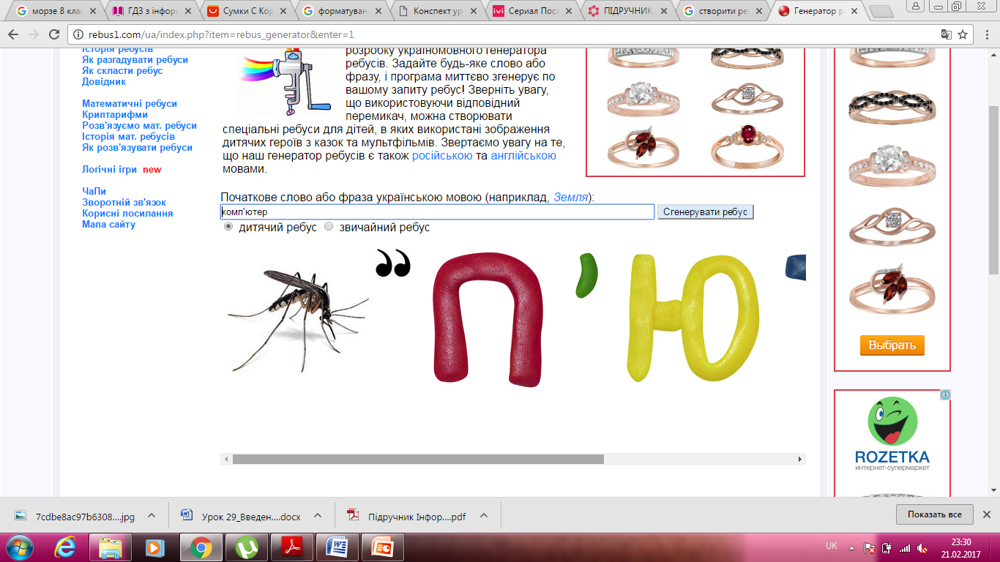 морзе 8 клас
ГДЗ з інформ
Сумки С Кор
форматуван
Конспект ур
Сериал Посл
ПІДРУЧНИК
створити ре
Генератор р
rebus1.com/ua/index.php?item=rebus_generator&enter=1
Історія ребусів
Як разгадувати ребуси
Як скласти ребус
Довідник
Математичні ребуси
Криптарифми
Розв'язуємо мат. ребуси
Історія мат. ребусів
Як розв'язувати ребуси
Логічні ігри new
ЧаПи
Зворотній зв'язок
Корисні посилання
Мапа сайту
розробку україномовного генератора
ребусів. Задайте будь-яке слово або
фразу, і програма миттєво згенерує по
вашому запиту ребус! Зверніть увагу,
що використовуючи відповідний
перемикач, можна створювати
спеціальні ребуси для дітей, в яких використані зображення
дитячих героїв з казок та мультфільмів. Звертаємо увагу на те,
що наш генератор ребусів є також російською та англійською
мовами.
Початкове слово або фраза українською мовою (наприклад, Земля):
комп'ютер
Сгенерувати ребус
дитячий ребус звичайний ребус
“ П ' Ю
Выбрать
ROZETKA
интернет-супермаркет
7cdbe8ac97b6308....jpg
Урок 29_Введен....docx
Підручник Інфор....pdf
Показать все
UK
23:30
21.02.2017